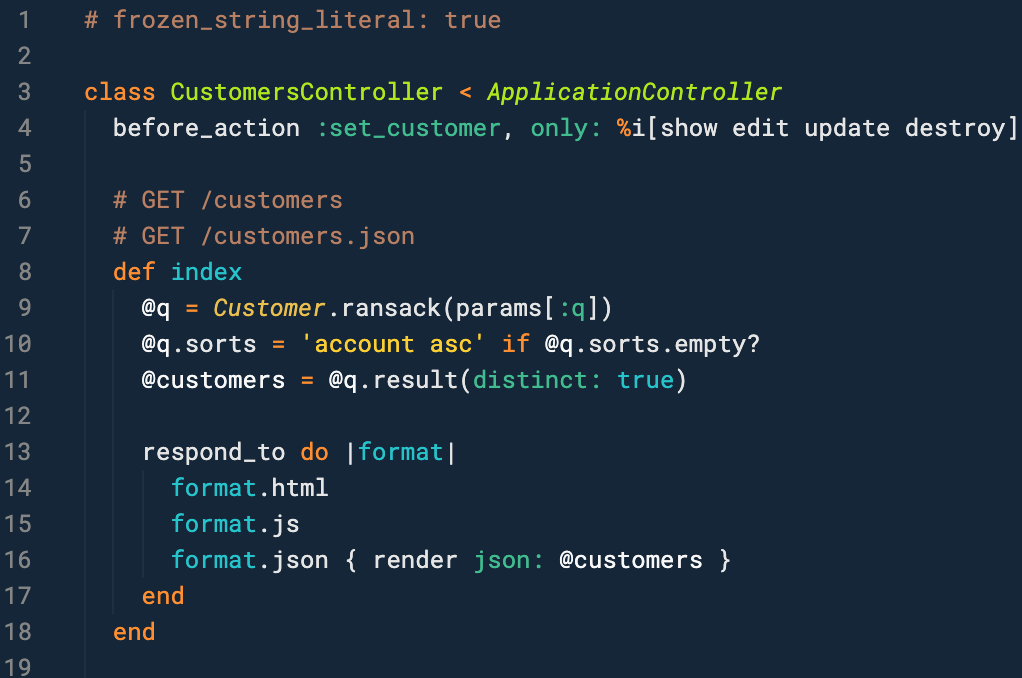 1 # frozen_string_literal: true
2
3 class CustomersController < ApplicationController
4   before_action :set_customer, only: %i[show edit update destroy]
5
6   # GET /customers
7   # GET /customers.json
8   def index
9     @q = Customer.ransack(params[:q])
10     @q.sorts = 'account asc' if @q.sorts.empty?
11     @customers = @q.result(distinct: true)
12
13     respond_to do |format|
14       format.html
15       format.js
16       format.json { render json: @customers }
17     end
18   end
19